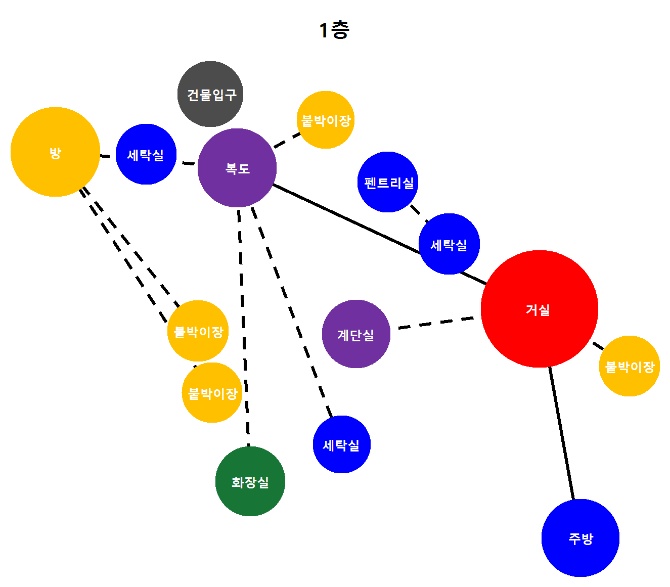 1층
건물입구
붙박이장
방
세탁실
복도
펜트리실
세탁실
거실
붙박이장
계단실
붙박이장
붙박이장
세탁실
화장실
주방